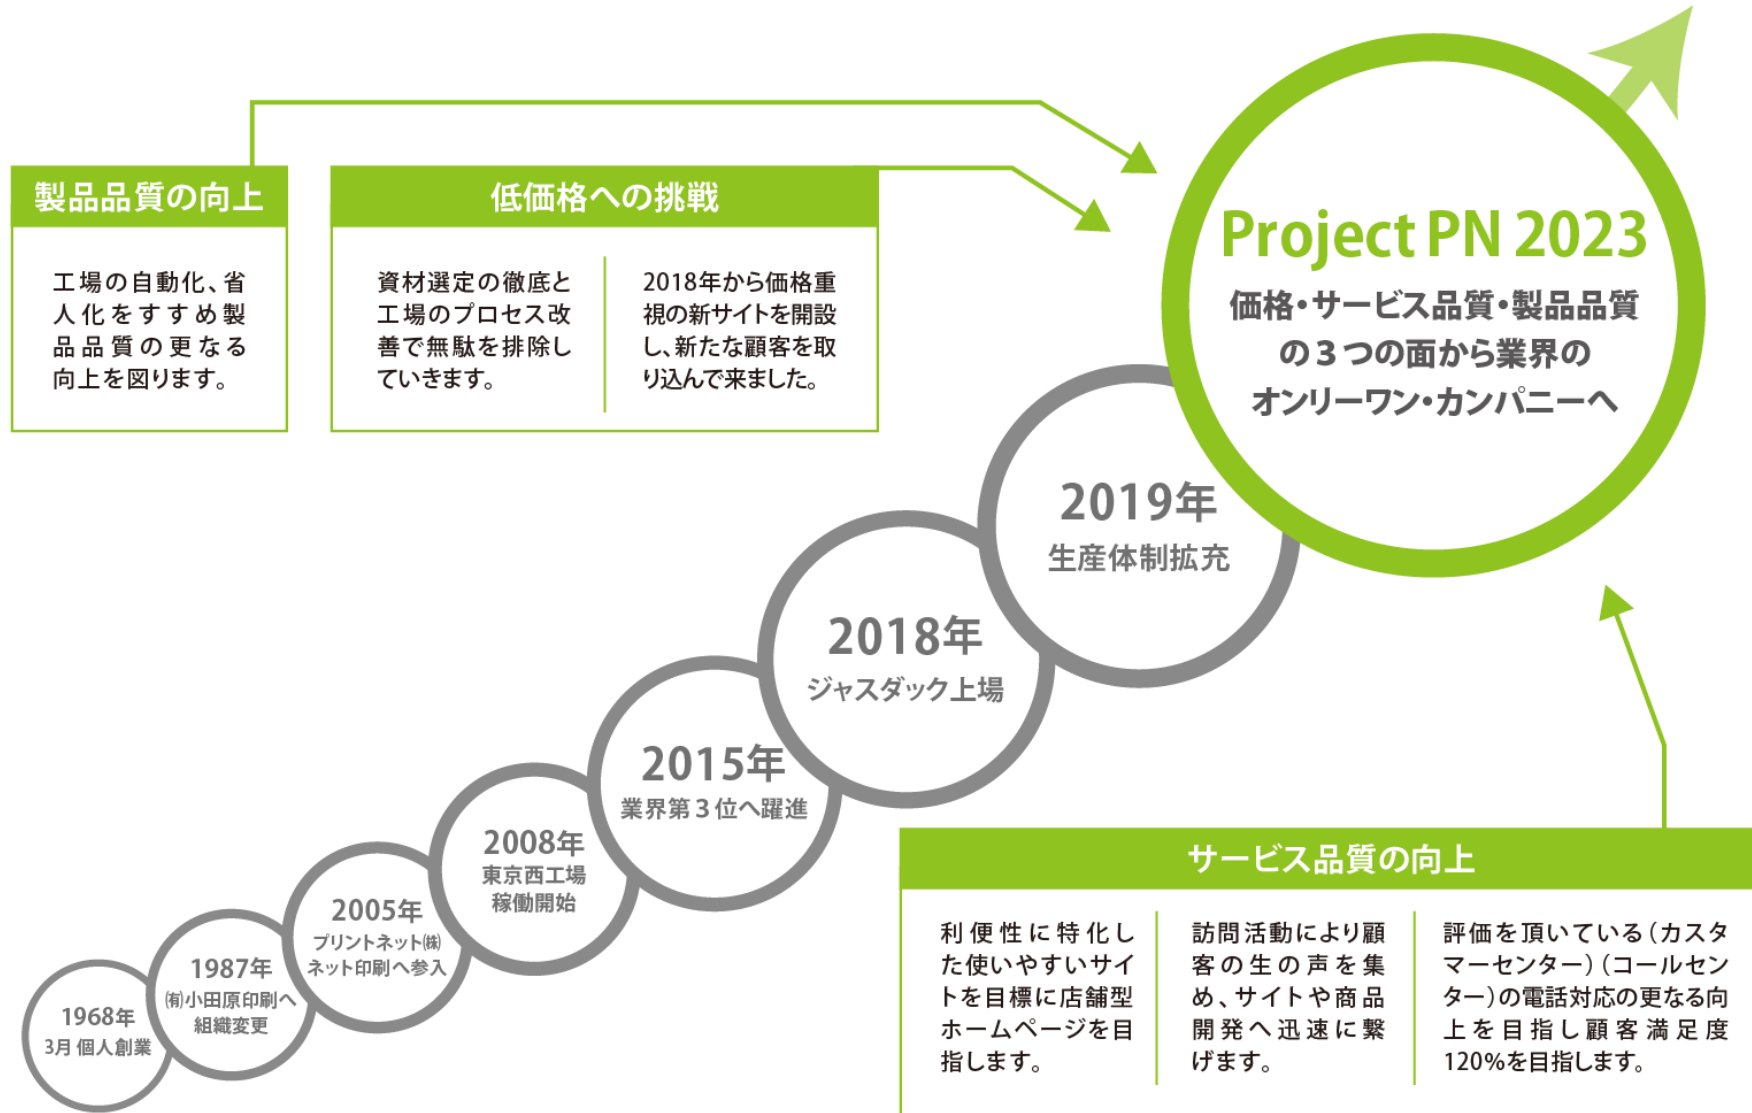 製品品質の向上
工場の自動化、省
人化をすすめ製
品品質の更なる
向上を図ります。
低価格への挑戦
資材選定の徹底と
工場のプロセス改
善で無駄を排除し
ていきます。
2018年から価格重
視の新サイトを開設
し、新たな顧客を取
り込んで来ました。
Project PN 2023
価格・サービス品質・製品品質
の3つの面から業界の
オンリーワン・カンパニーへ
2019年
生産体制拡充
2018年
ジャスダック上場
2015年
業界第3位へ躍進
2008年
東京西工場
稼働開始
2005年
プリントネット㈱
ネット印刷へ参入
1987年
㈲小田原印刷へ
組織変更
1968年
3月 個人創業
サービス品質の向上
利便性に特化し
た使いやすいサイ
トを目標に店舗型
ホームページを目
指します。
訪問活動により顧
客の生の声を集
め、サイトや商品
開発へ迅速に繋
げます。
評価を頂いている（カスタ
マーセンター）（コールセン
ター）の電話対応の更なる向
上を目指し顧客満足度
120%を目指します。